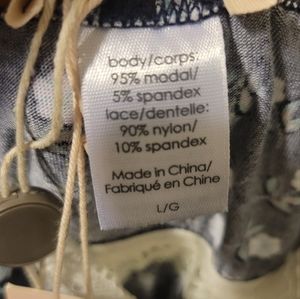 body/corps:
95% modal/
5% spandex
lace/dentelle:
90% nylon/
10% spandex
Made in China/
Fabriqué en Chine
L/G